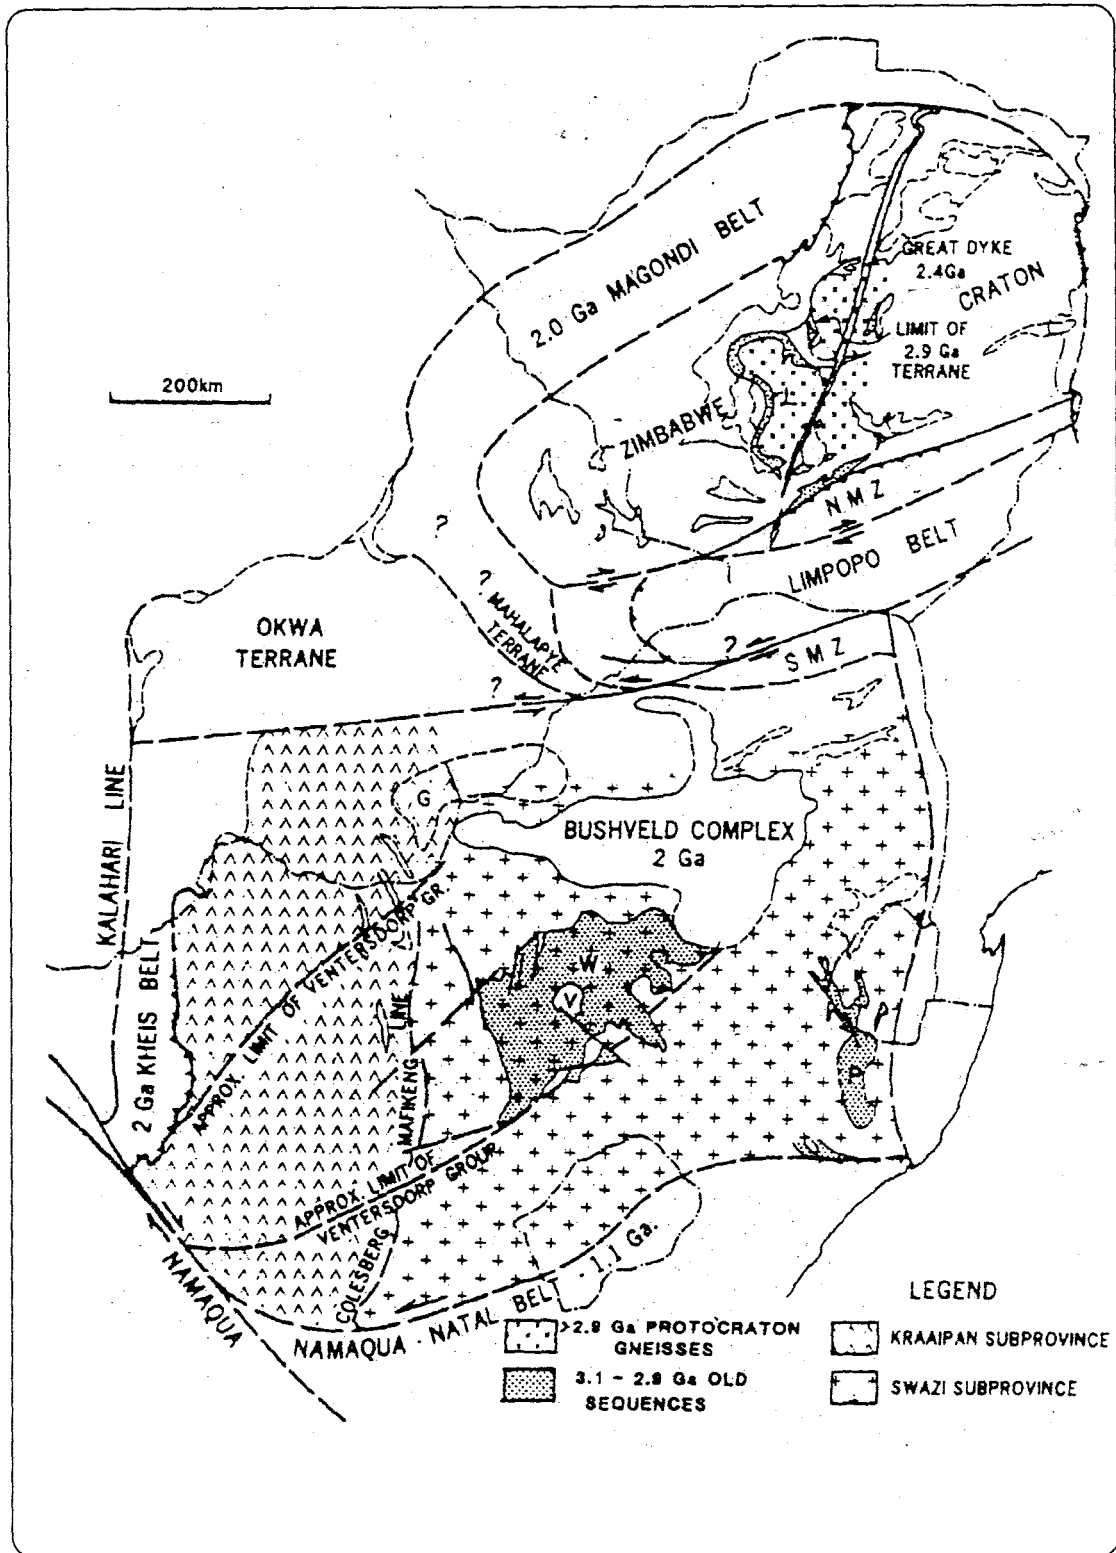 2.0 Ga MAGONDI BELT
GREAT DYKE
2.4Ga
CRATON
LIMIT OF
2.9 Ga
TERRANE
200km
ZIMBABWE
NMZ
LIMPOPO BELT
?
?
MAHALAPYE
TERRANE
OKWA
TERRANE
?
SMZ
?
KALAHARI LINE
G
BUSHVELD COMPLEX
2 Ga
2 Ga KHEIS BELT
APPROX. LIMIT OF VENTERSDORP GR.
W
V
P
MAFIKENG LINE
APPROX. LIMIT OF
VENTERSDORP GROUP
COLESBERG
NAMAQUA
NAMAQUA - NATAL BELT - 1.1 Ga.
LEGEND
>2.9 Ga PROTOCRATON
GNEISSES
3.1 - 2.9 Ga OLD
SEQUENCES
KRAAIPAN SUBPROVINCE
SWAZI SUBPROVINCE